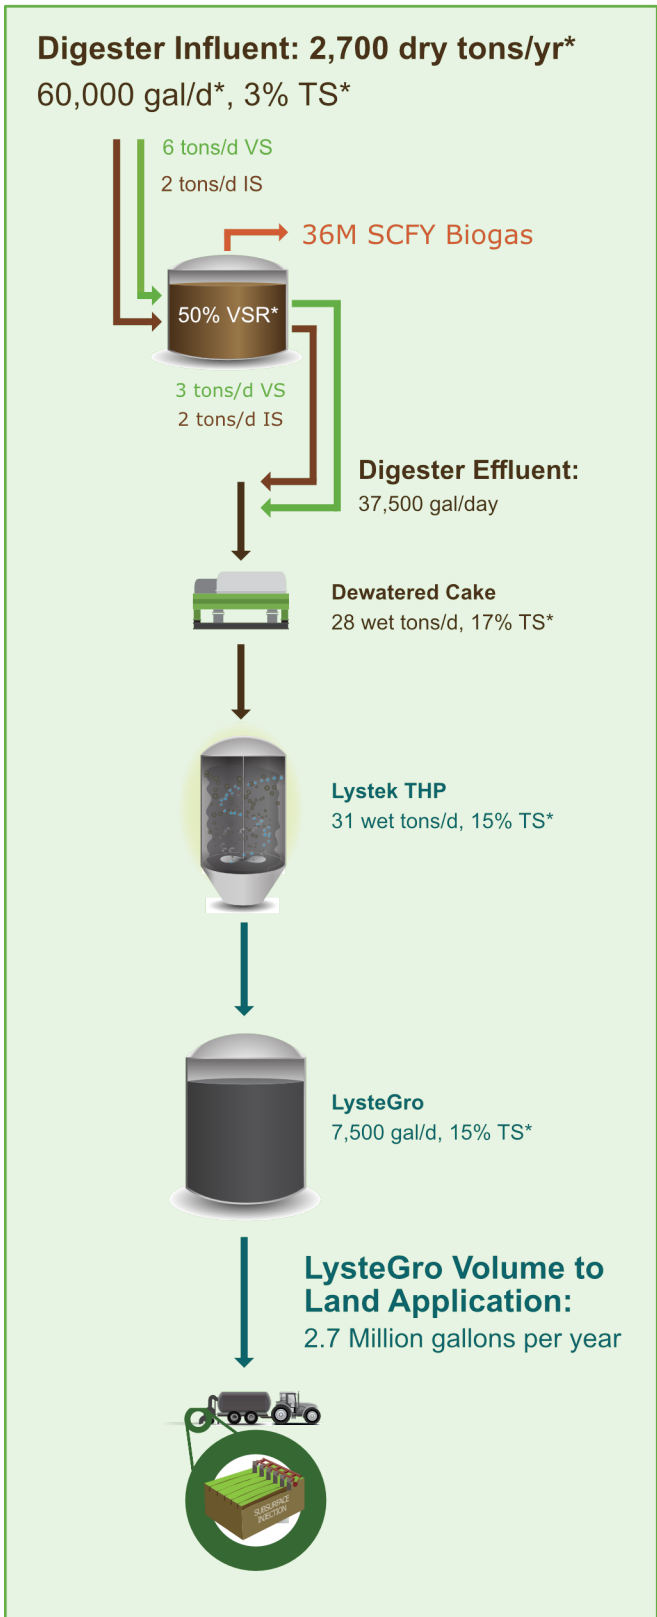 Digester Influent: 2,700 dry tons/yr*
60,000 gal/d*, 3% TS*
6 tons/d VS
2 tons/d IS
36M SCFY Biogas
50% VSR*
3 tons/d VS
2 tons/d IS
Digester Effluent:
37,500 gal/day
Dewatered Cake
28 wet tons/d, 17% TS*
Lystek THP
31 wet tons/d, 15% TS*
LysteGro
7,500 gal/d, 15% TS*
LysteGro Volume to
Land Application:
2.7 Million gallons per year
SUBSURFACE
INJECTION